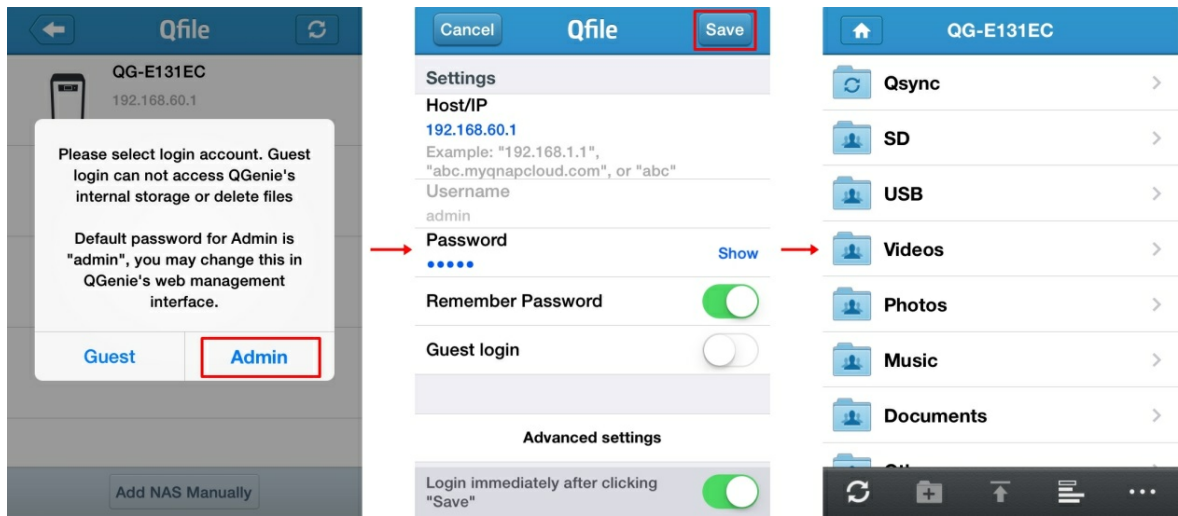 Qfile
QG-E131EC
192.168.60.1
Please select login account. Guest
login can not access QGenie's
internal storage or delete files
Default password for Admin is
"admin", you may change this in
QGenie's web management
interface.
Guest
Admin
Add NAS Manually
Cancel
Qfile
Save
Settings
Host/IP
192.168.60.1
Example: "192.168.1.1",
"abc.myqnapcloud.com", or "abc"
Username
admin
Password
Show
Remember Password
Guest login
Advanced settings
Login immediately after clicking
"Save"
QG-E131EC
Qsync
SD
USB
Videos
Photos
Music
Documents